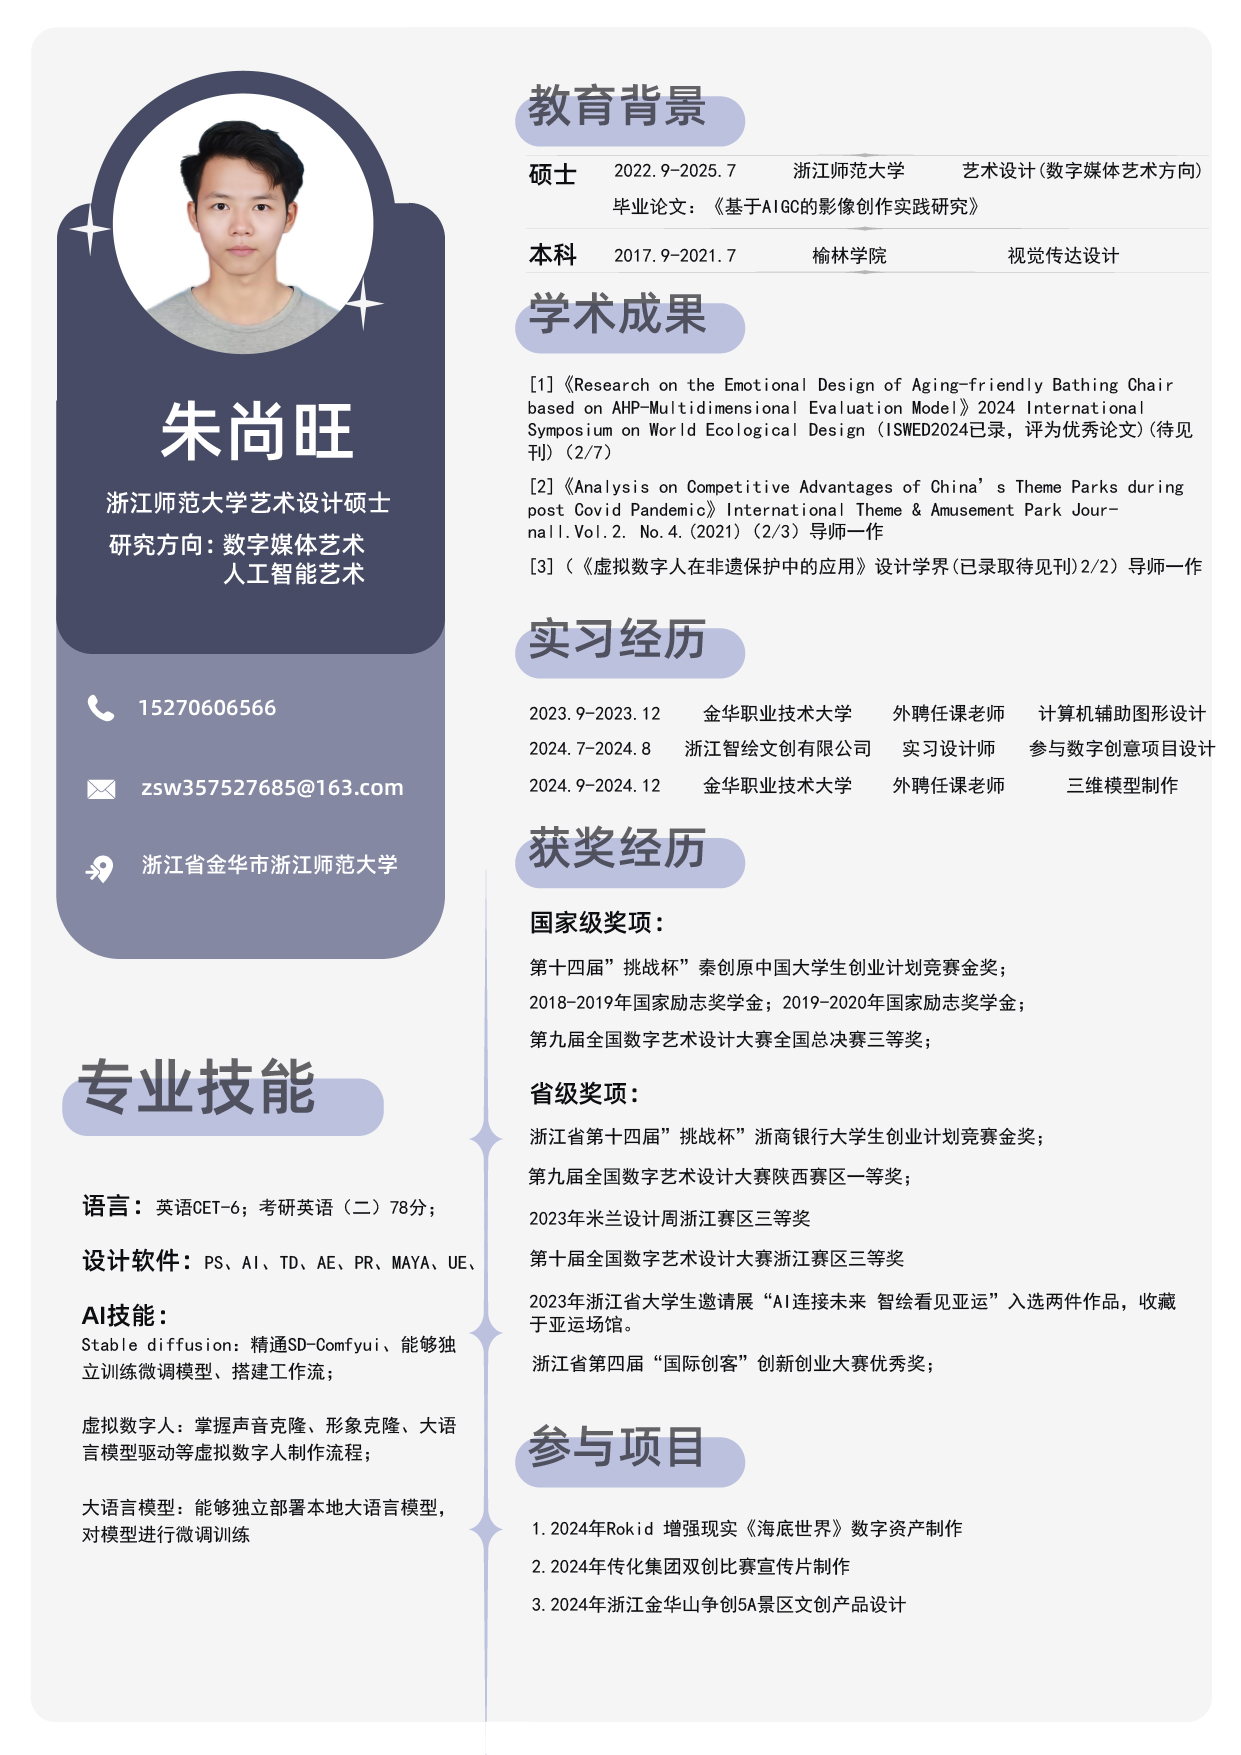 朱尚旺
浙江师范大学艺术设计硕士
研究方向：数字媒体艺术
人工智能艺术
15270606566
zsw357527685@163.com
浙江省金华市浙江师范大学
专业技能
语言：英语CET-6；考研英语（二）78分；
设计软件：PS、AI、TD、AE、PR、MAYA、UE、
AI技能：
Stable diffusion：精通SD-Comfyui、能够独
立训练微调模型、搭建工作流；
虚拟数字人：掌握声音克隆、形象克隆、大语
言模型驱动等虚拟数字人制作流程；
大语言模型：能够独立部署本地大语言模型，
对模型进行微调训练
教育背景
硕士 2022.9-2025.7 浙江师范大学 艺术设计(数字媒体艺术方向)
毕业论文：《基于AIGC的影像创作实践研究》
本科 2017.9-2021.7 榆林学院 视觉传达设计
学术成果
[1]《Research on the Emotional Design of Aging-friendly Bathing Chair
based on AHP-Multidimensional Evaluation Model》2024 International
Symposium on World Ecological Design (ISWED2024已录，评为优秀论文)(待见
刊)（2/7）
[2]《Analysis on Competitive Advantages of China’s Theme Parks during
post Covid Pandemic》International Theme & Amusement Park Jour-
nall.Vol.2. No.4.(2021)（2/3）导师一作
[3]（《虚拟数字人在非遗保护中的应用》设计学界(已录取待见刊)2/2）导师一作
实习经历
2023.9-2023.12 金华职业技术大学 外聘任课老师 计算机辅助图形设计
2024.7-2024.8 浙江智绘文创有限公司 实习设计师 参与数字创意项目设计
2024.9-2024.12 金华职业技术大学 外聘任课老师 三维模型制作
获奖经历
国家级奖项：
第十四届”挑战杯”秦创原中国大学生创业计划竞赛金奖；
2018-2019年国家励志奖学金；2019-2020年国家励志奖学金；
第九届全国数字艺术设计大赛全国总决赛三等奖；
省级奖项：
浙江省第十四届”挑战杯”浙商银行大学生创业计划竞赛金奖；
第九届全国数字艺术设计大赛陕西赛区一等奖；
2023年米兰设计周浙江赛区三等奖
第十届全国数字艺术设计大赛浙江赛区三等奖
2023年浙江省大学生邀请展“AI连接未来 智绘看见亚运”入选两件作品，收藏
于亚运场馆。
浙江省第四届“国际创客”创新创业大赛优秀奖；
参与项目
1.2024年Rokid 增强现实《海底世界》数字资产制作
2.2024年传化集团双创比赛宣传片制作
3.2024年浙江金华山争创5A景区文创产品设计